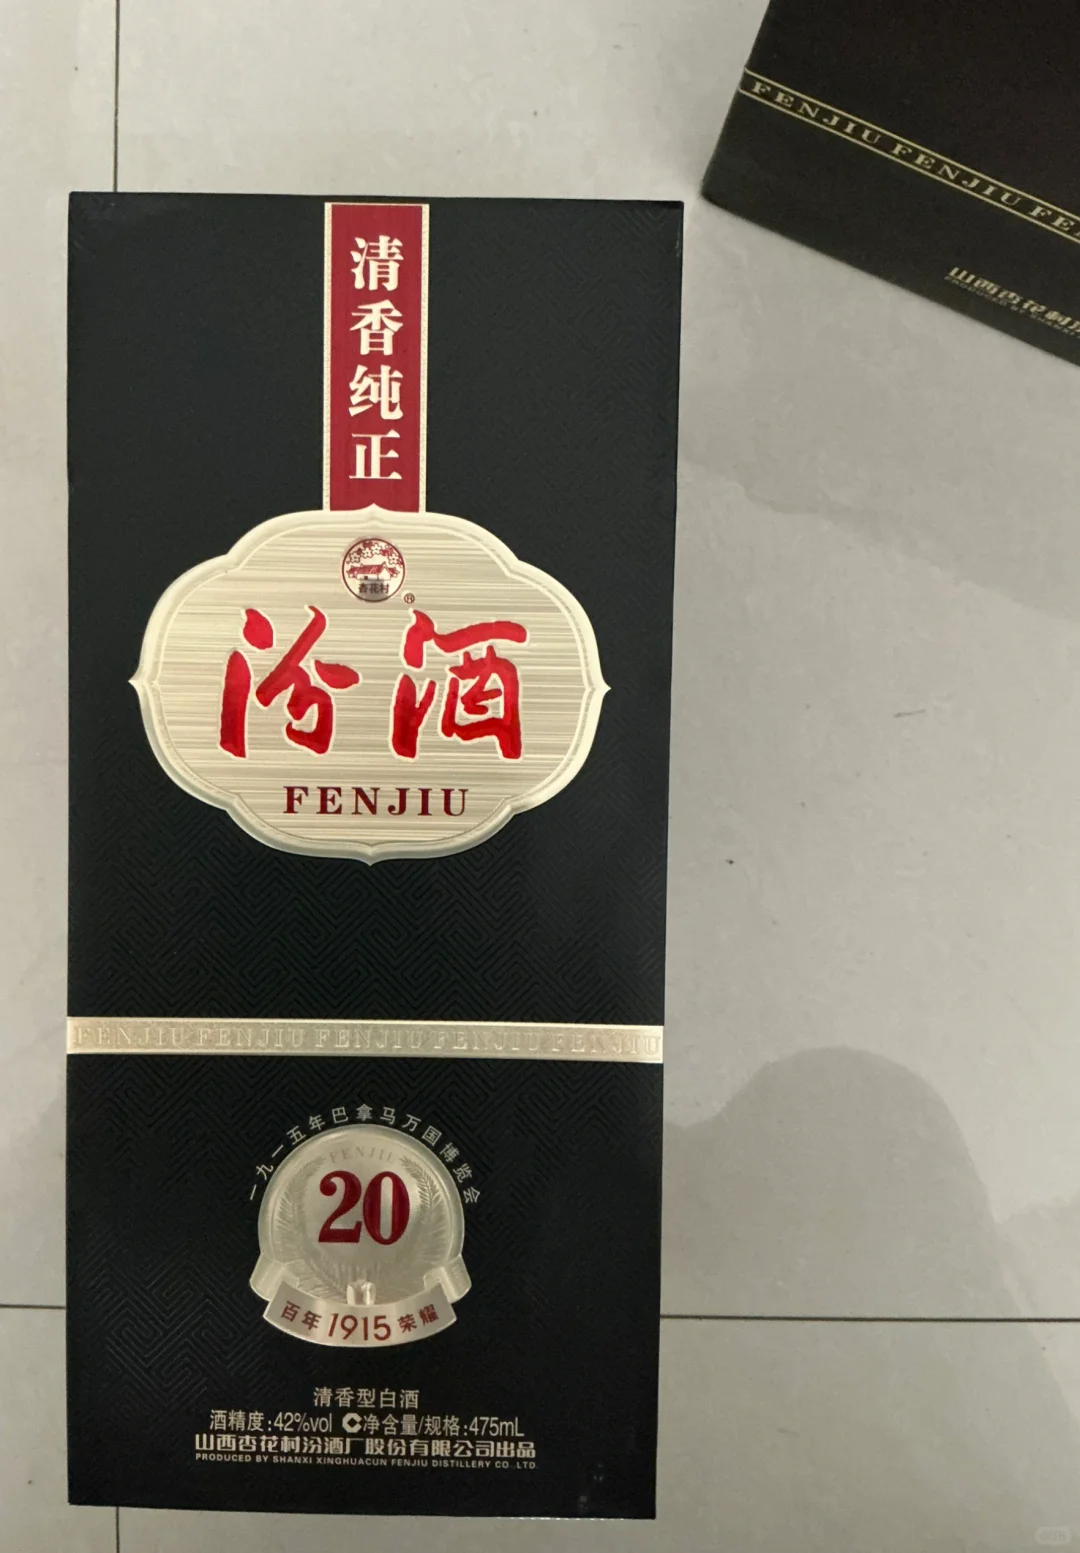 FENJIU FENJIU FE
山西杏花村汾
清香纯正
杏花村
®
汾酒
FENJIU
FENJIU FENJIU FENJIU FENJIU FENJIU
一九一五年巴拿马万国博览会
FENJIU
20
百年1915荣耀
清香型白酒
酒精度:42%vol C净含量/规格:475mL
山西杏花村汾酒厂股份有限公司出品
PRODUCED BY SHANXI XINGHUACUN FENJIU DISTILLERY CO.,LTD.